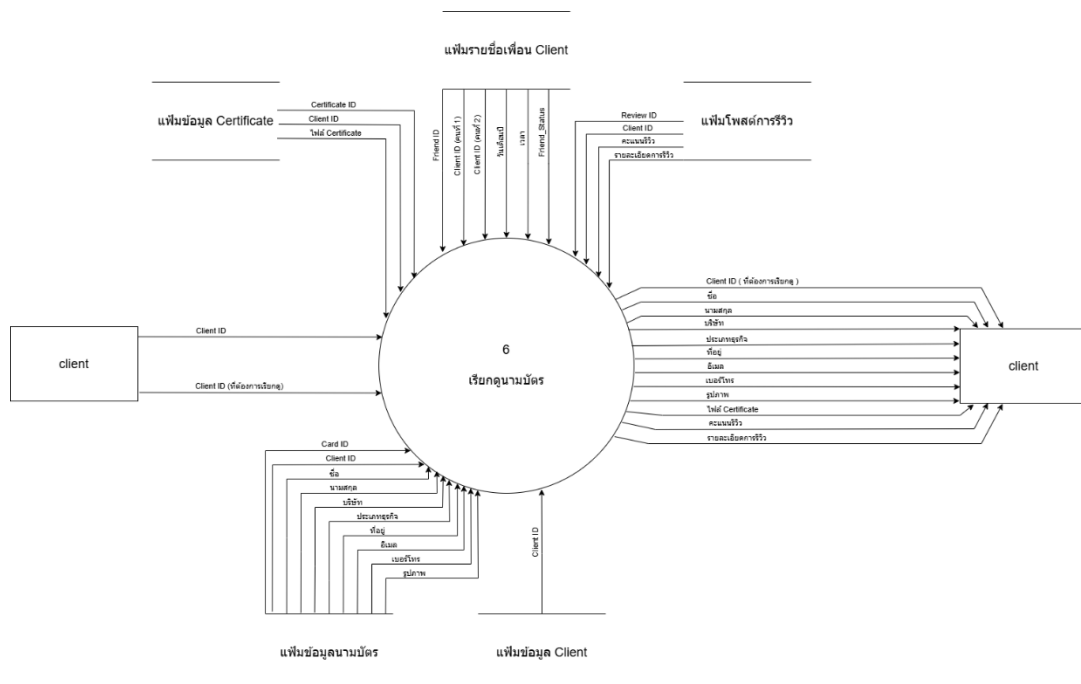 แฟ้มรายชื่อเพื่อน Client
แฟ้มข้อมูล Certificate
Certificate ID
Client ID
ไฟล์ Certificate
Friend ID
Client ID (คนที่ 1)
Client ID (คนที่ 2)
วันเดือนปี
เวลา
Friend_Status
แฟ้มโพสต์การรีวิว
Review ID
Client ID
คะแนนรีวิว
รายละเอียดการรีวิว
client
Client ID
Client ID (ที่ต้องการเรียกดู)
6
เรียกดูนามบัตร
Client ID ( ที่ต้องการเรียกดู )
ชื่อ
นามสกุล
บริษัท
ประเภทธุรกิจ
ที่อยู่
อีเมล
เบอร์โทร
รูปภาพ
ไฟล์ Certificate
คะแนนรีวิว
รายละเอียดการรีวิว
client
Card ID
Client ID
ชื่อ
นามสกุล
บริษัท
ประเภทธุรกิจ
ที่อยู่
อีเมล
เบอร์โทร
รูปภาพ
แฟ้มข้อมูลนามบัตร
Client ID
แฟ้มข้อมูล Client